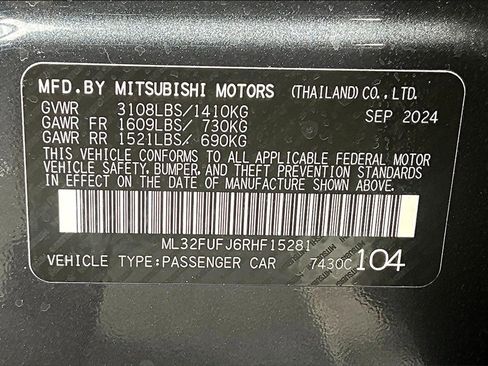 MFD.BY MITSUBISHI MOTORS (THAILAND) CO., LTD.
GVWR 3108LBS/1410KG SEP 2024
GAWR FR 1609LBS/ 730KG
GAWR RR 1521LBS/ 690KG
THIS VEHICLE CONFORMS TO ALL APPLICABLE FEDERAL MOTOR
VEHICLE SAFETY, BUMPER, AND THEFT PREVENTION STANDARDS
IN EFFECT ON THE DATE OF MANUFACTURE SHOWN ABOVE.
ML32FUFJ6RHF15281
VEHICLE TYPE:PASSENGER CAR 7430C 104